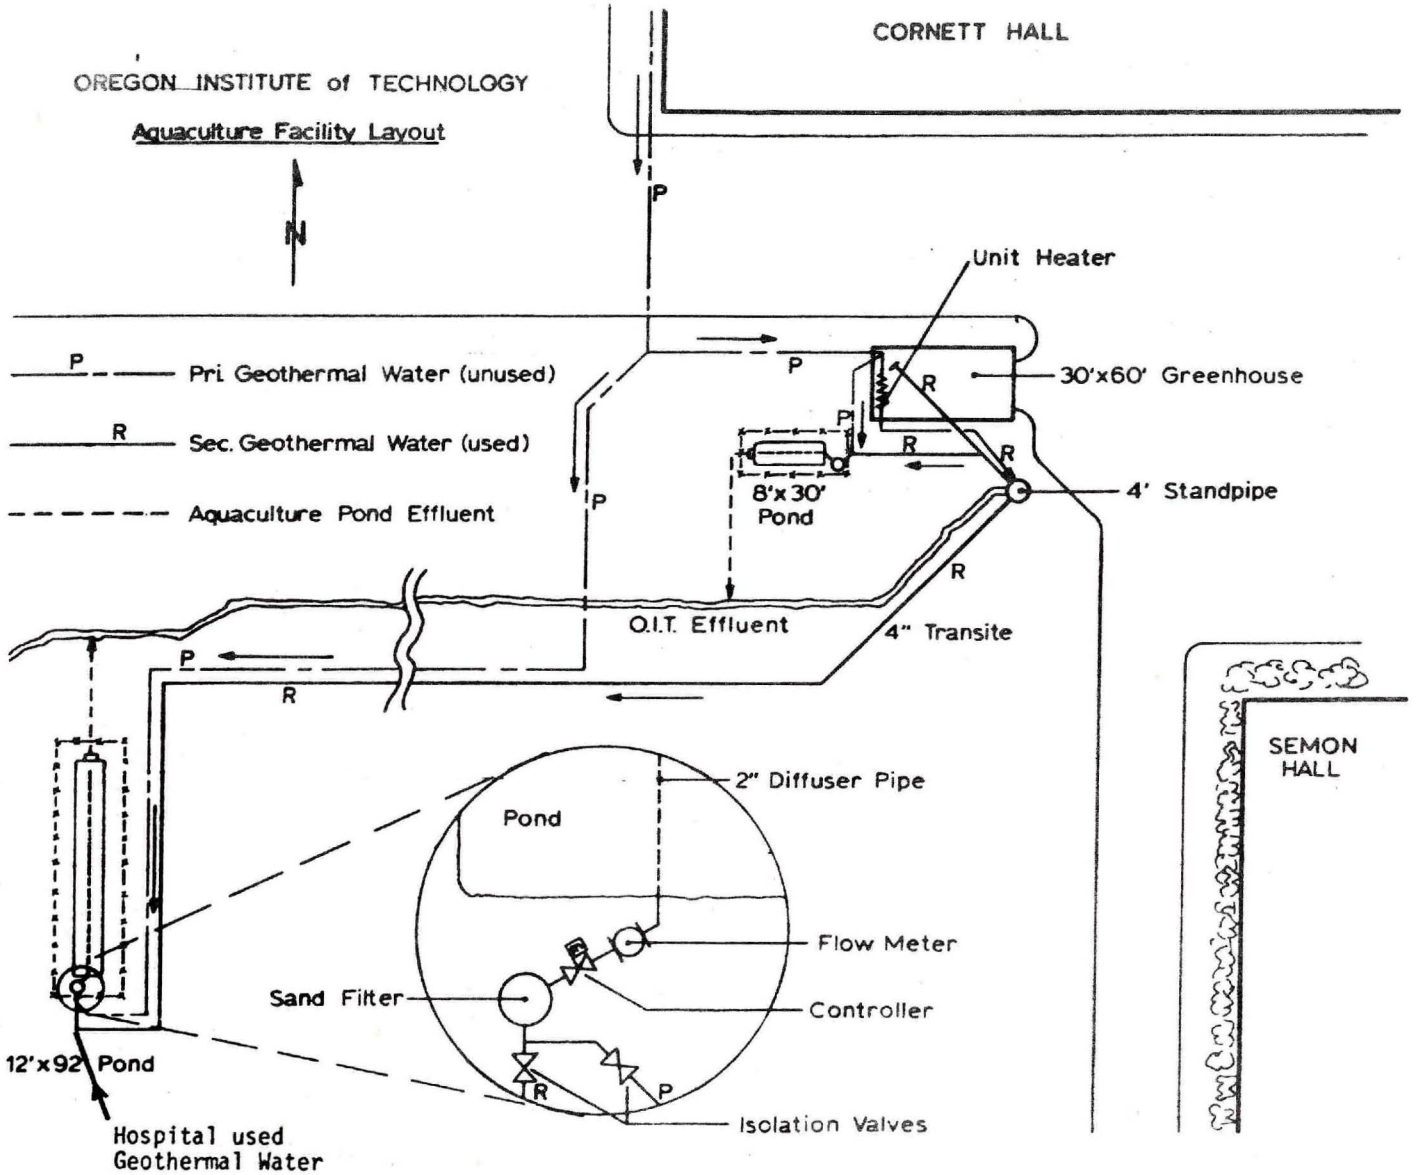 CORNETT HALL
OREGON INSTITUTE of TECHNOLOGY
Aquaculture Facility Layout
N
P
Unit Heater
P
Pri. Geothermal Water (unused)
P
R
30'x60' Greenhouse
R
Sec. Geothermal Water (used)
P
R
R
8'x30'
Pond
4' Standpipe
P
Aquaculture Pond Effluent
R
O.I.T. Effluent
4" Transite
P
R
SEMON
HALL
2" Diffuser Pipe
Pond
Flow Meter
Sand Filter
Controller
12'x92' Pond
R
P
Isolation Valves
Hospital used
Geothermal Water